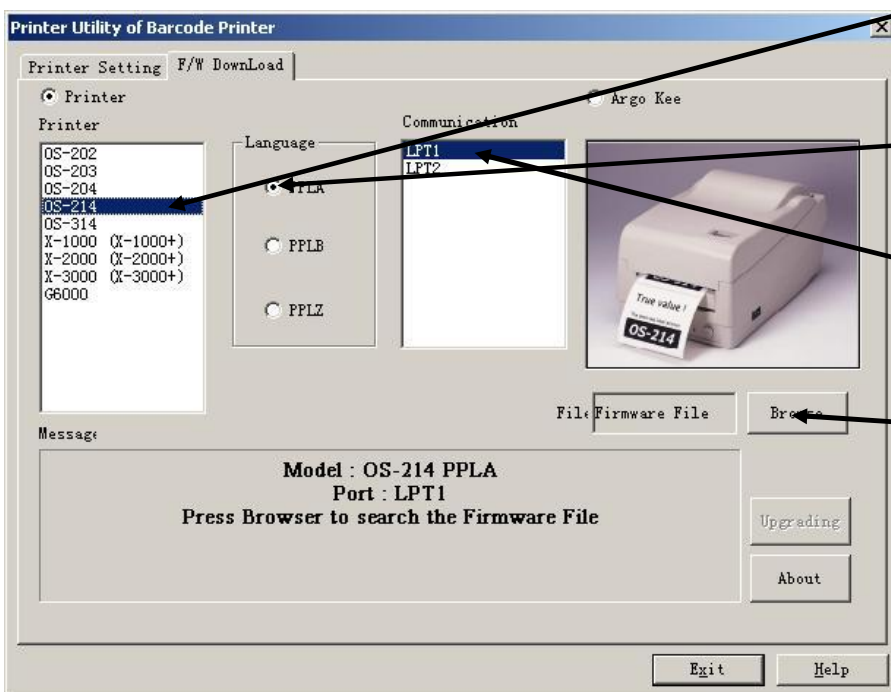 Printer Utility of Barcode Printer
Printer Setting F/W DownLoad
Printer Argo Kee
Printer
OS-202
OS-203
OS-204
OS-214
OS-314
X-1000 (X-1000+)
X-2000 (X-2000+)
X-3000 (X-3000+)
G6000
Language
PPLA
PPLB
PPLZ
Communication
LPT1
LPT2
True value !
OS-214
File Firmware File Browse
Message
Model : OS-214 PPLA
Port : LPT1
Press Browser to search the Firmware File
Upgrading
About
Exit Help